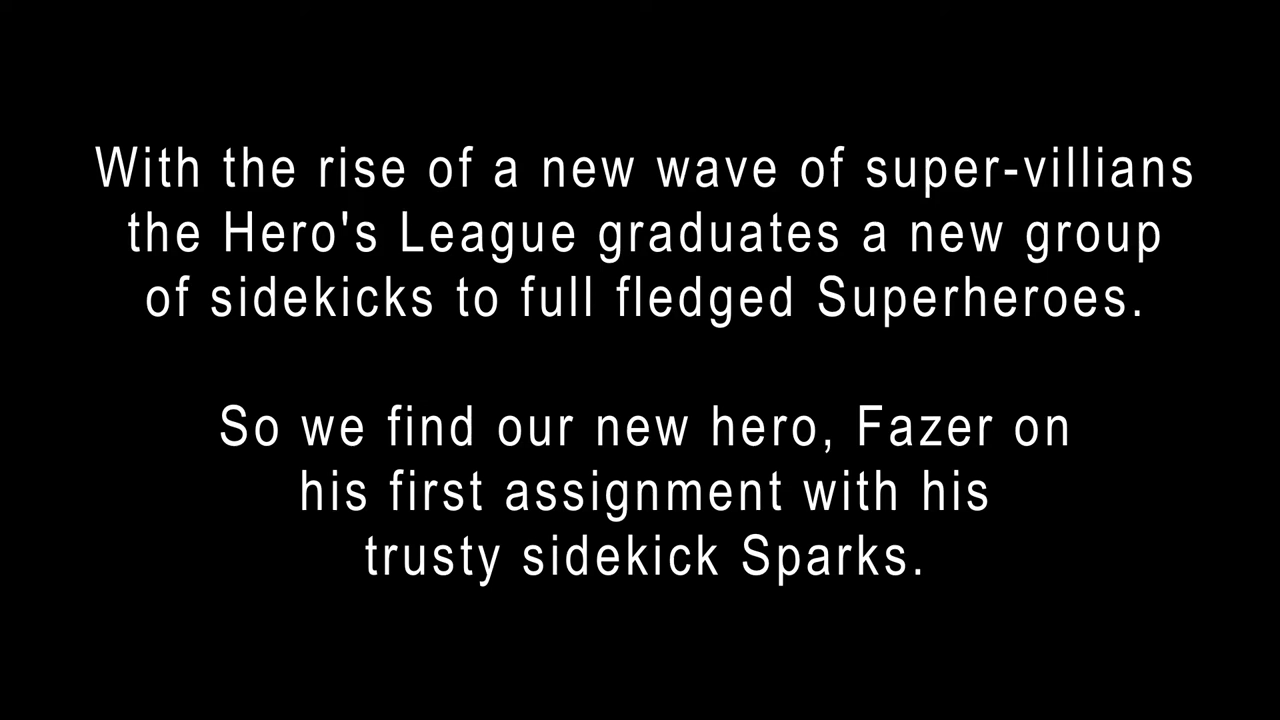 With the rise of a new wave of super-villians
the Hero's League graduates a new group
of sidekicks to full fledged Superheroes.
So we find our new hero, Fazer on
his first assignment with his
trusty sidekick Sparks.